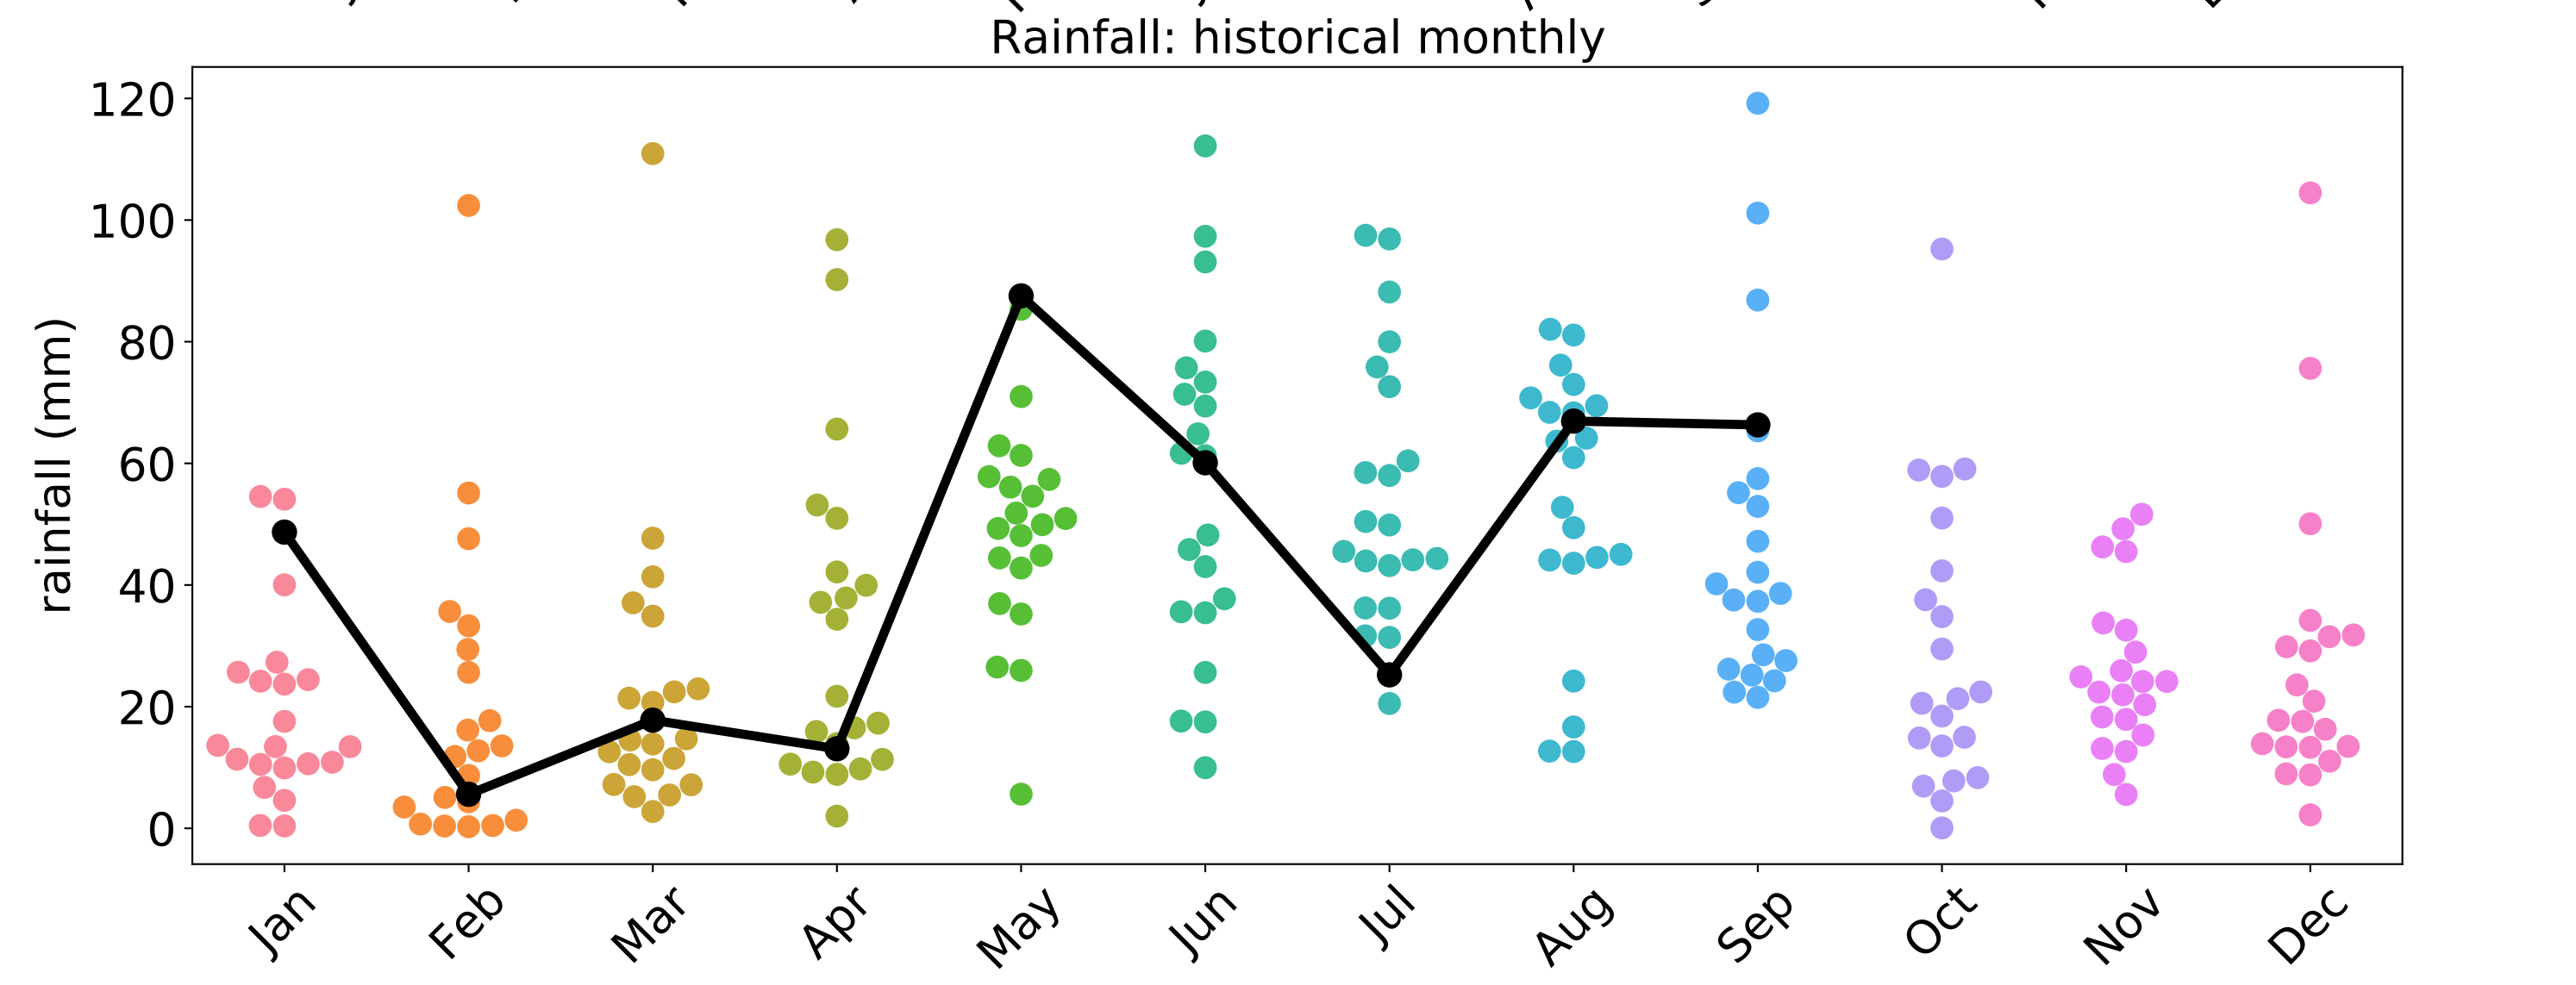 Rainfall: historical monthly
120
100
80
60
40
20
0
rainfall (mm)
Jan
Feb
Mar
Apr
May
Jun
Jul
Aug
Sep
Oct
Nov
Dec